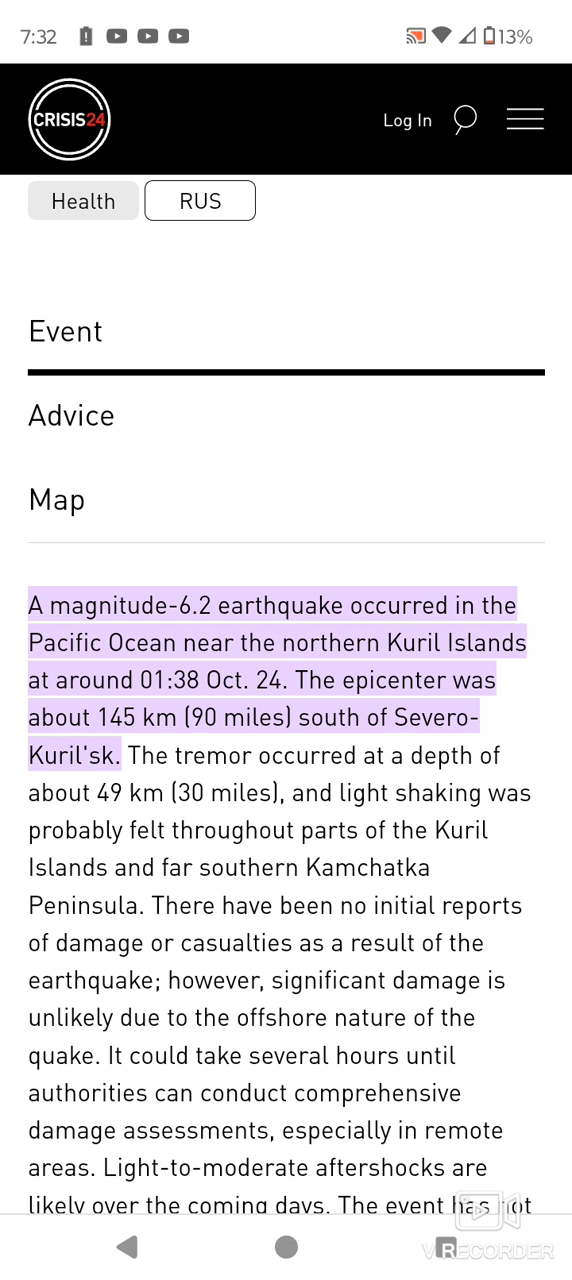 7:32
13%
CRISIS24
Log In
Health
RUS
Event
Advice
Map
A magnitude-6.2 earthquake occurred in the
Pacific Ocean near the northern Kuril Islands
at around 01:38 Oct. 24. The epicenter was
about 145 km (90 miles) south of Severo-
Kuril'sk. The tremor occurred at a depth of
about 49 km (30 miles), and light shaking was
probably felt throughout parts of the Kuril
Islands and far southern Kamchatka
Peninsula. There have been no initial reports
of damage or casualties as a result of the
earthquake; however, significant damage is
unlikely due to the offshore nature of the
quake. It could take several hours until
authorities can conduct comprehensive
damage assessments, especially in remote
areas. Light-to-moderate aftershocks are
likely over the coming days. The event has not
VRECORDER